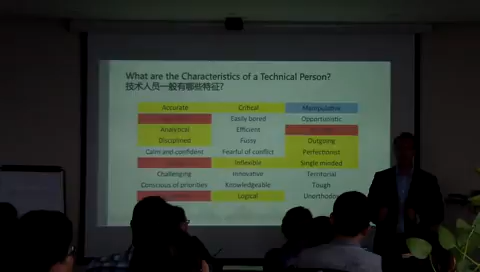 What are the Characteristics of a Technical Person?
技术人员一般有哪些特征?
Accurate Critical Manipulative
Easily bored Opportunistic
Analytical Efficient
Disciplined Fussy Outgoing
Calm and confident Fearful of conflict Perfectionist
Inflexible Single minded
Challenging Innovative Territorial
Conscious of priorities Knowledgeable Tough
Logical Unorthodox